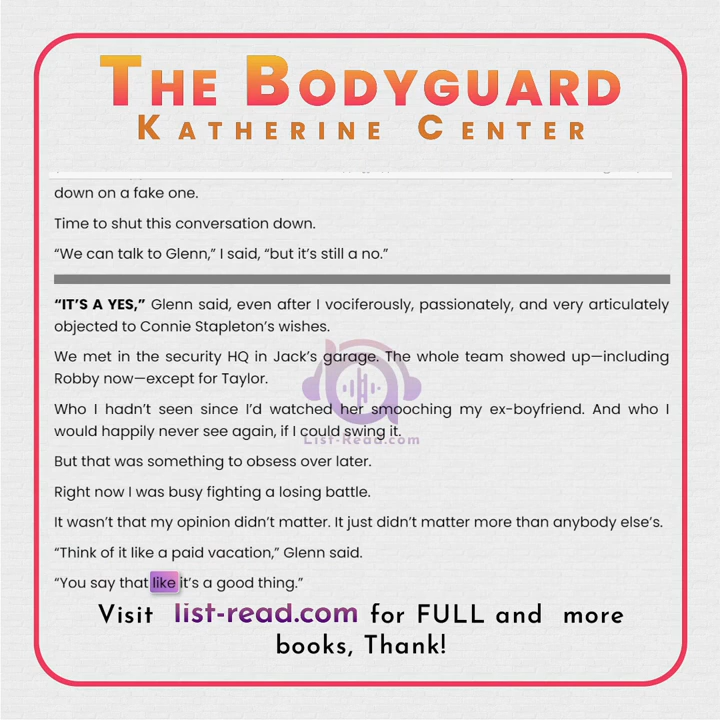 THE BODYGUARD
KATHERINE CENTER
down on a fake one.
Time to shut this conversation down.
“We can talk to Glenn,” I said, “but it’s still a no.”
“IT’S A YES,” Glenn said, even after I vociferously, passionately, and very articulately
objected to Connie Stapleton’s wishes.
We met in the security HQ in Jack’s garage. The whole team showed up—including
Robby now—except for Taylor.
Who I hadn’t seen since I’d watched her smooching my ex-boyfriend. And who I
would happily never see again, if I could swing it.
List-Read.com
But that was something to obsess over later.
Right now I was busy fighting a losing battle.
It wasn’t that my opinion didn’t matter. It just didn’t matter more than anybody else’s.
“Think of it like a paid vacation,” Glenn said.
“You say that like it’s a good thing.”
Visit list-read.com for FULL and more
books, Thank!